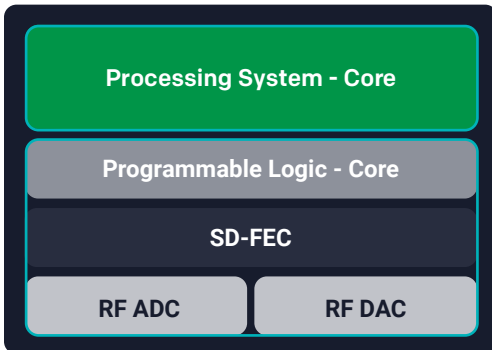 Processing System - Core
Programmable Logic - Core
SD-FEC
RF ADC
RF DAC